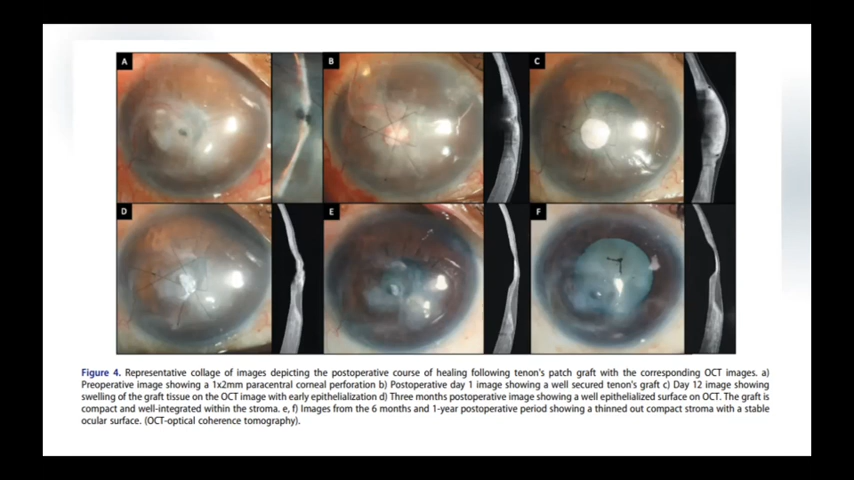 A
B
C
D
E
F
Figure 4. Representative collage of images depicting the postoperative course of healing following tenon's patch graft with the corresponding OCT images. a)
Preoperative image showing a 1x2mm paracentral corneal perforation b) Postoperative day 1 image showing a well secured tenon's graft c) Day 12 image showing
swelling of the graft tissue on the OCT image with early epithelialization d) Three months postoperative image showing a well epithelialized surface on OCT. The graft is
compact and well-integrated within the stroma. e, f) Images from the 6 months and 1-year postoperative period showing a thinned out compact stroma with a stable
ocular surface. (OCT-optical coherence tomography).